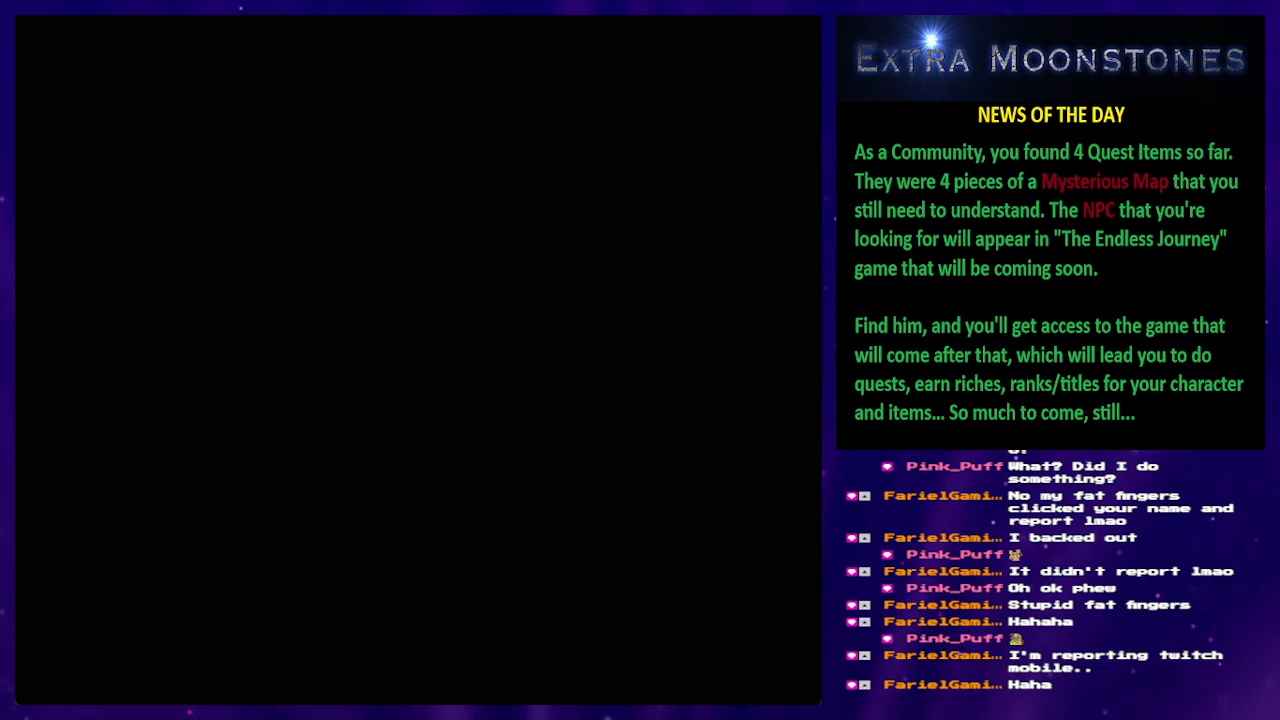 EXTRA MOONSTONES
NEWS OF THE DAY
As a Community, you found 4 Quest Items so far.
They were 4 pieces of a Mysterious Map that you
still need to understand. The NPC that you're
looking for will appear in "The Endless Journey"
game that will be coming soon.
Find him, and you'll get access to the game that
will come after that, which will lead you to do
quests, earn riches, ranks/titles for your character
and items... So much to come, still...
Pink_Puff What? Did I do
something?
FarielGami... No my fat fingers
clicked your name and
report lmao
FarielGami... I backed out
Pink_Puff
FarielGami... It didn't report lmao
Pink_Puff Oh ok phew
FarielGami... Stupid fat fingers
FarielGami... Hahaha
Pink_Puff
FarielGami... I'm reporting twitch
mobile..
FarielGami... Haha